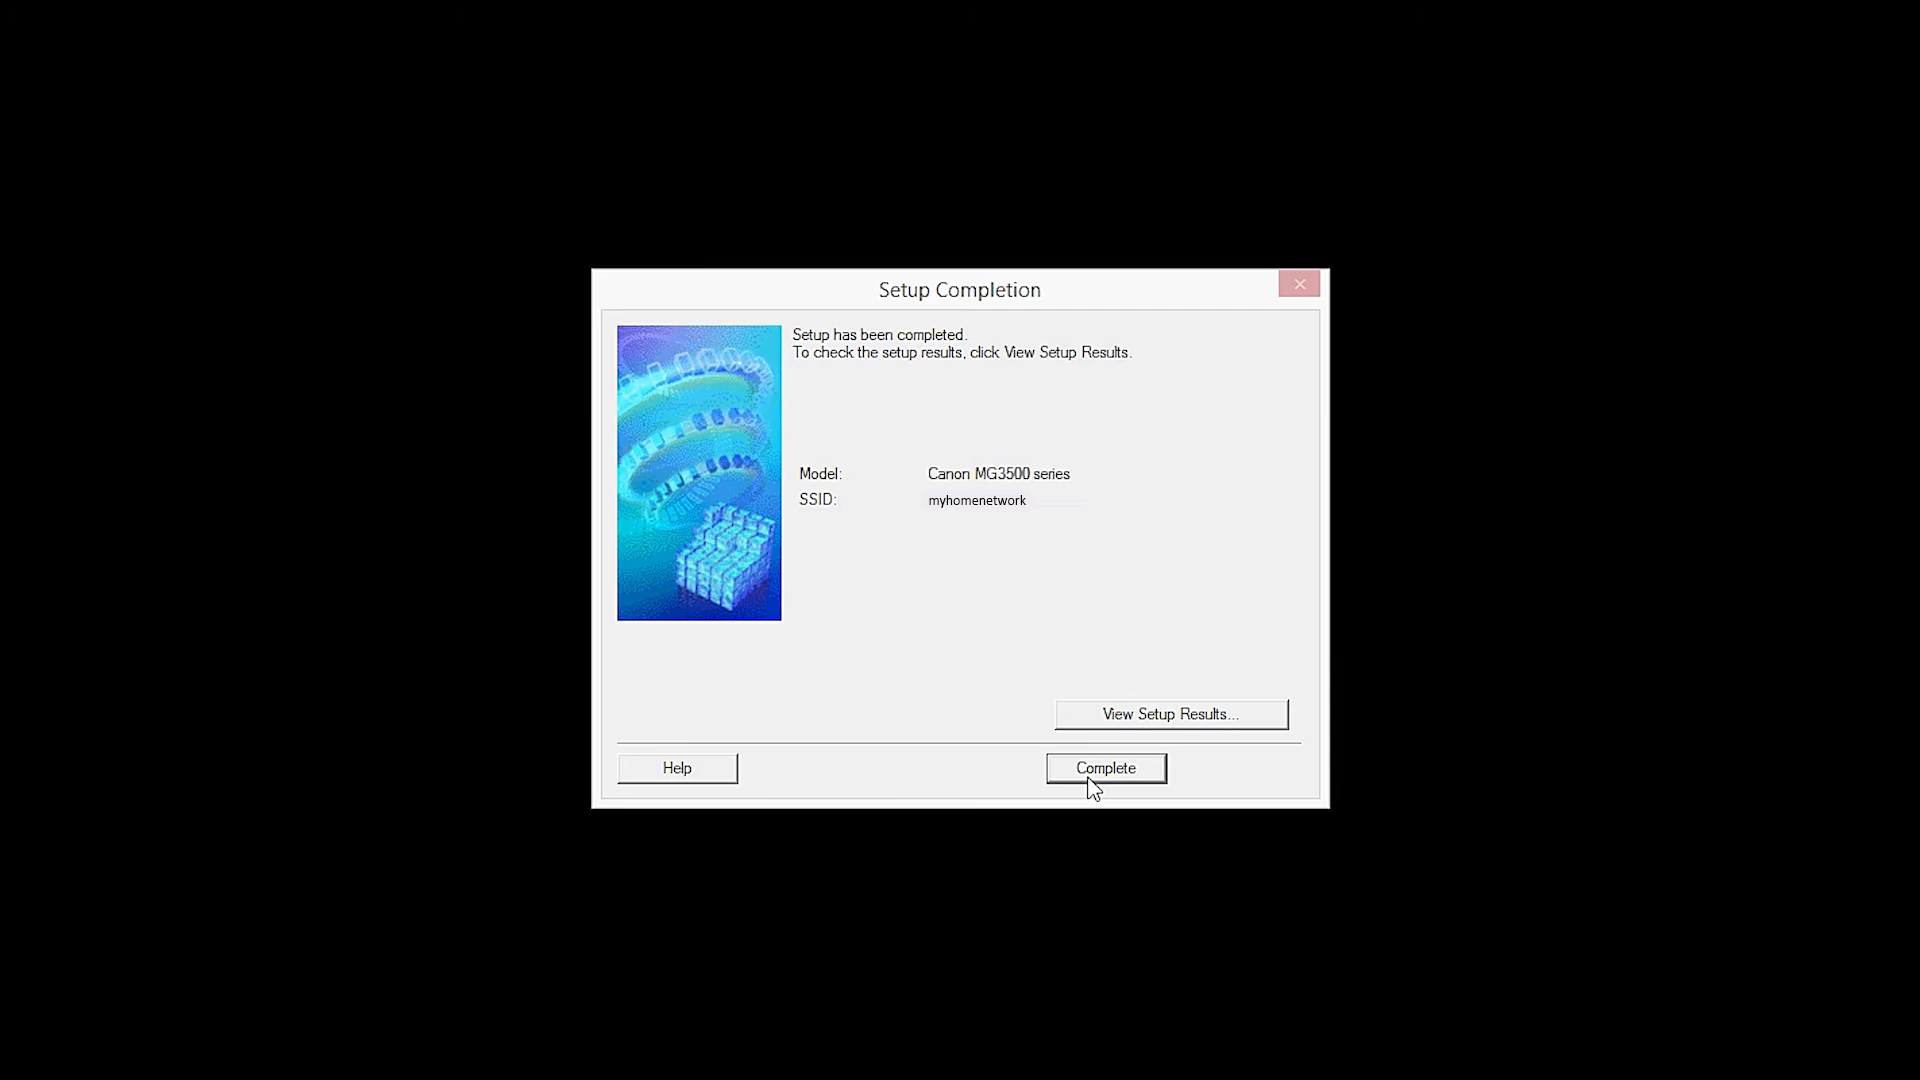 Setup Completion
Setup has been completed.
To check the setup results, click View Setup Results.
Model: Canon MG3500 series
SSID: myhomenetwork
View Setup Results...
Help Complete